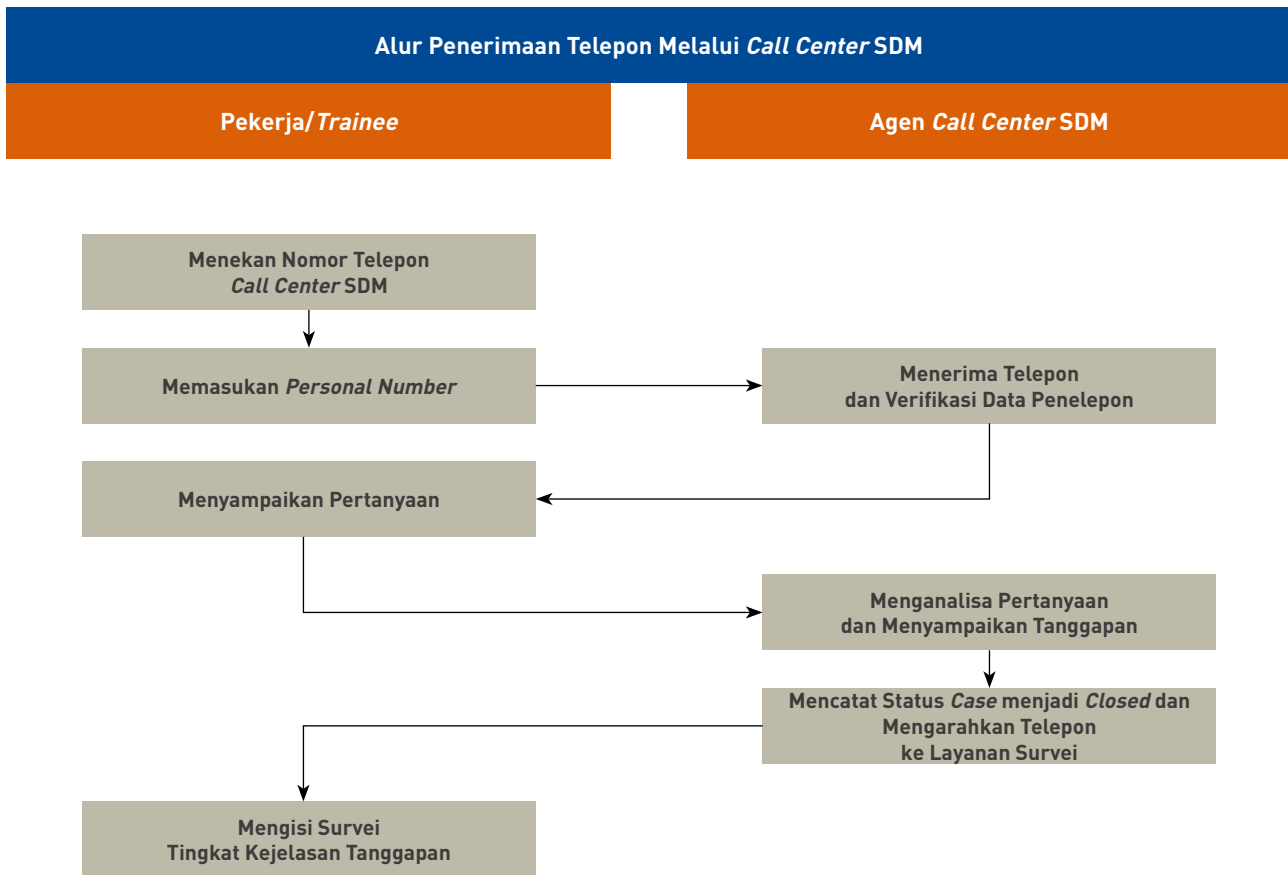 Alur Penerimaan Telepon Melalui Call Center SDM
Pekerja/Trainee
Agen Call Center SDM
Menekan Nomor Telepon
Call Center SDM
Memasukan Personal Number
Menerima Telepon
dan Verifikasi Data Penelepon
Menyampaikan Pertanyaan
Menganalisa Pertanyaan
dan Menyampaikan Tanggapan
Mencatat Status Case menjadi Closed dan
Mengarahkan Telepon
ke Layanan Survei
Mengisi Survei
Tingkat Kejelasan Tanggapan